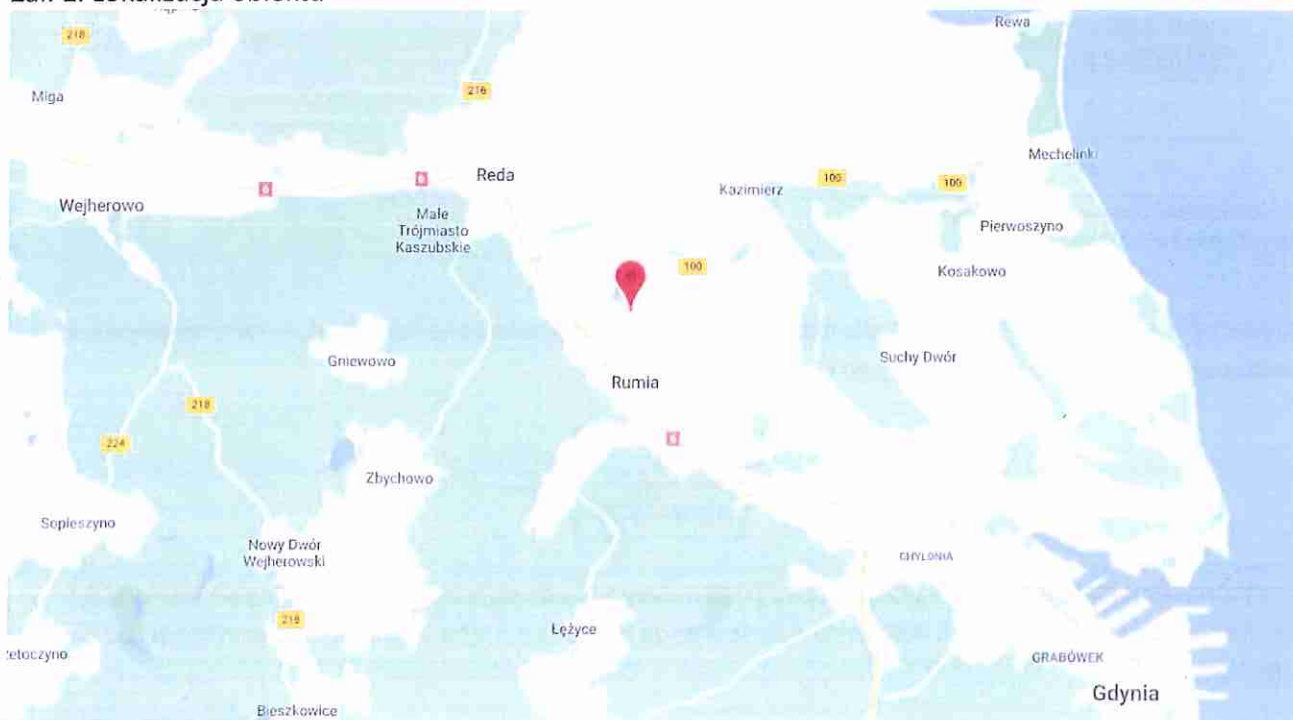 Rewa
218
Miga
216
Mechelinki
Reda
100
100
6
6
Kazimierz
Wejherowo
Małe
Trójmiasto
Kaszubskie
Pierwoszyno
100
Kosakowo
Gniewowo
Suchy Dwór
Rumia
218
224
6
Zbychowo
Sopieszyno
Nowy Dwór
Wejherowski
CHYLONIA
218
Łężyce
etoczyno
GRABÓWEK
Gdynia
Bieszkowice